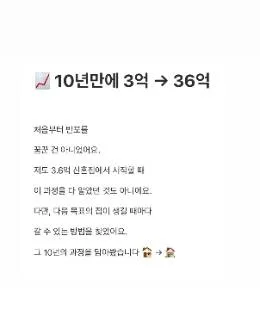 📈 10년만에 3억 → 36억
처음부터 반포를
꿈꾼 건 아니었어요.
저도 3.6억 신혼집에서 시작할 때
이 과정을 다 알았던 것도 아니에요.
다만, 다음 목표의 집이 생길 때마다
갈 수 있는 방법을 찾았어요.
그 10년의 과정을 담아봤습니다 🏠 → 🏠